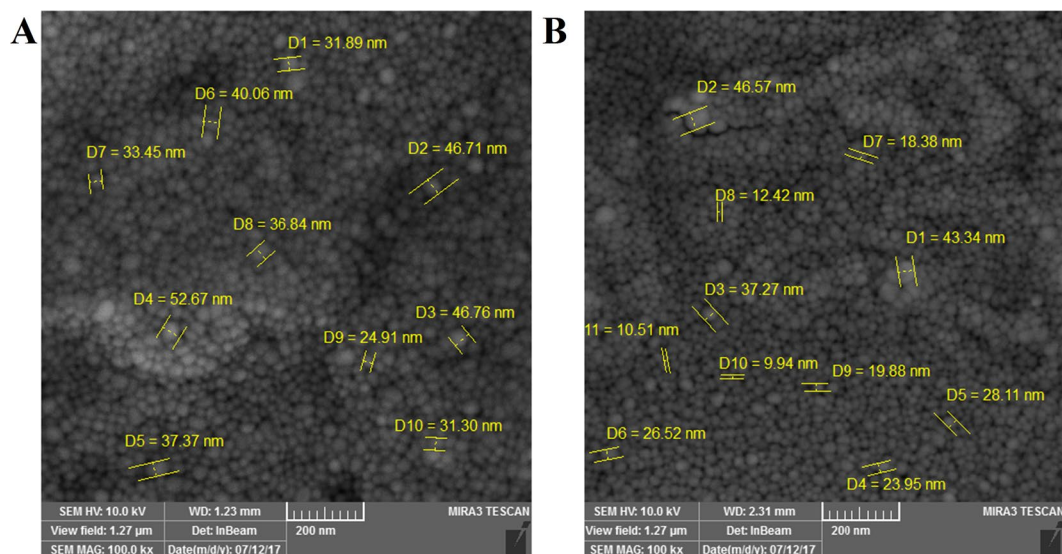 A
D1 = 31.89 nm
D6 = 40.06 nm
D7 = 33.45 nm
D2 = 46.71 nm
D8 = 36.84 nm
D4 = 52.67 nm
D3 = 46.76 nm
D9 = 24.91 nm
D10 = 31.30 nm
D5 = 37.37 nm
SEM HV: 10.0 kV WD: 1.23 mm MIRA3 TESCAN
View field: 1.27 µm Det: InBeam 200 nm
SEM MAG: 100.0 kx Date(m/d/y): 07/12/17
B
D2 = 46.57 nm
D7 = 18.38 nm
D8 = 12.42 nm
D1 = 43.34 nm
D3 = 37.27 nm
11 = 10.51 nm
D10 = 9.94 nm
D9 = 19.88 nm
D5 = 28.11 nm
D6 = 26.52 nm
D4 = 23.95 nm
SEM HV: 10.0 kV WD: 2.31 mm MIRA3 TESCAN
View field: 1.27 µm Det: InBeam 200 nm
SEM MAG: 100 kx Date(m/d/y): 07/12/17